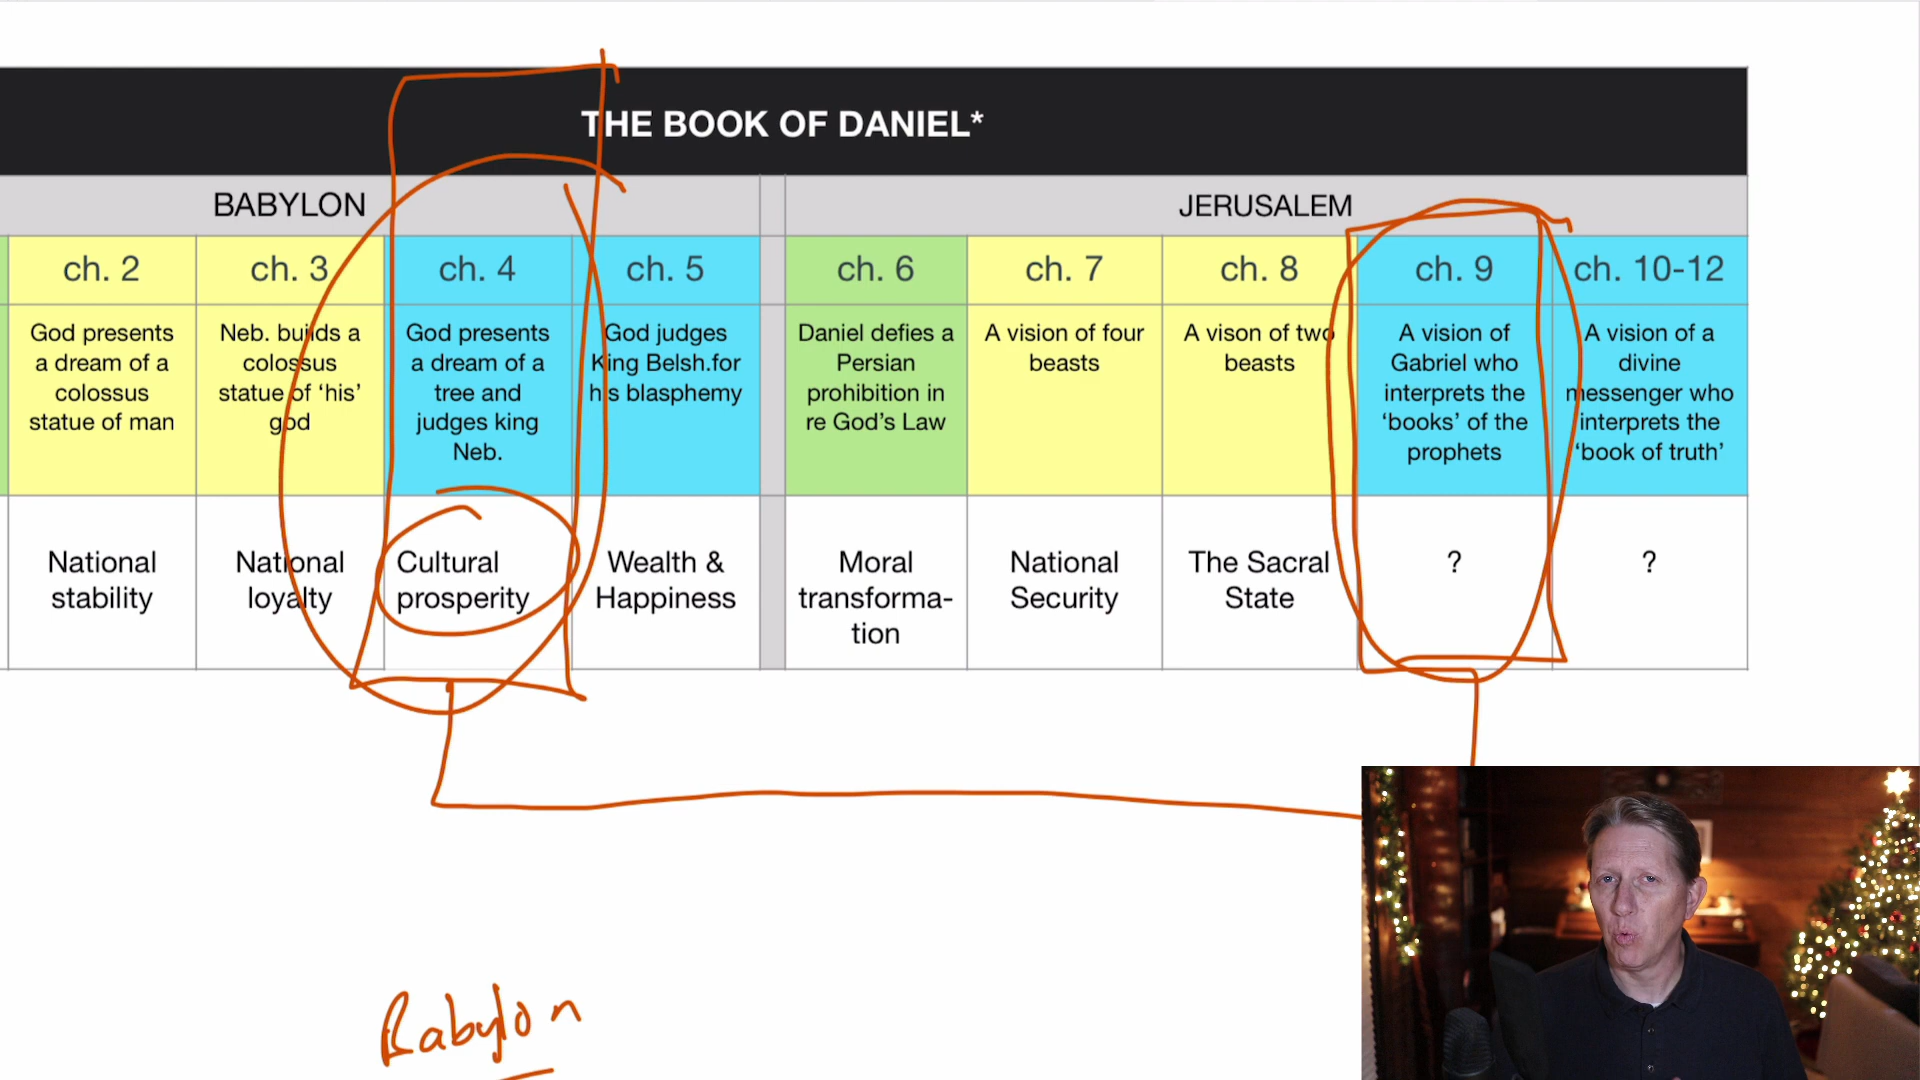 THE BOOK OF DANIEL*
BABYLON
JERUSALEM
ch. 2
ch. 3
ch. 4
ch. 5
ch. 6
ch. 7
ch. 8
ch. 9
ch. 10-12
God presents
a dream of a
colossus
statue of man
Neb. builds a
colossus
statue of ‘his’
god
God presents
a dream of a
tree and
judges king
Neb.
God judges
King Belsh.for
his blasphemy
Daniel defies a
Persian
prohibition in
re God’s Law
A vision of four
beasts
A vison of two
beasts
A vision of
Gabriel who
interprets the
‘books’ of the
prophets
A vision of a
divine
messenger who
interprets the
‘book of truth’
National
stability
National
loyalty
Cultural
prosperity
Wealth &
Happiness
Moral
transforma-
tion
National
Security
The Sacral
State
?
?
Babylon